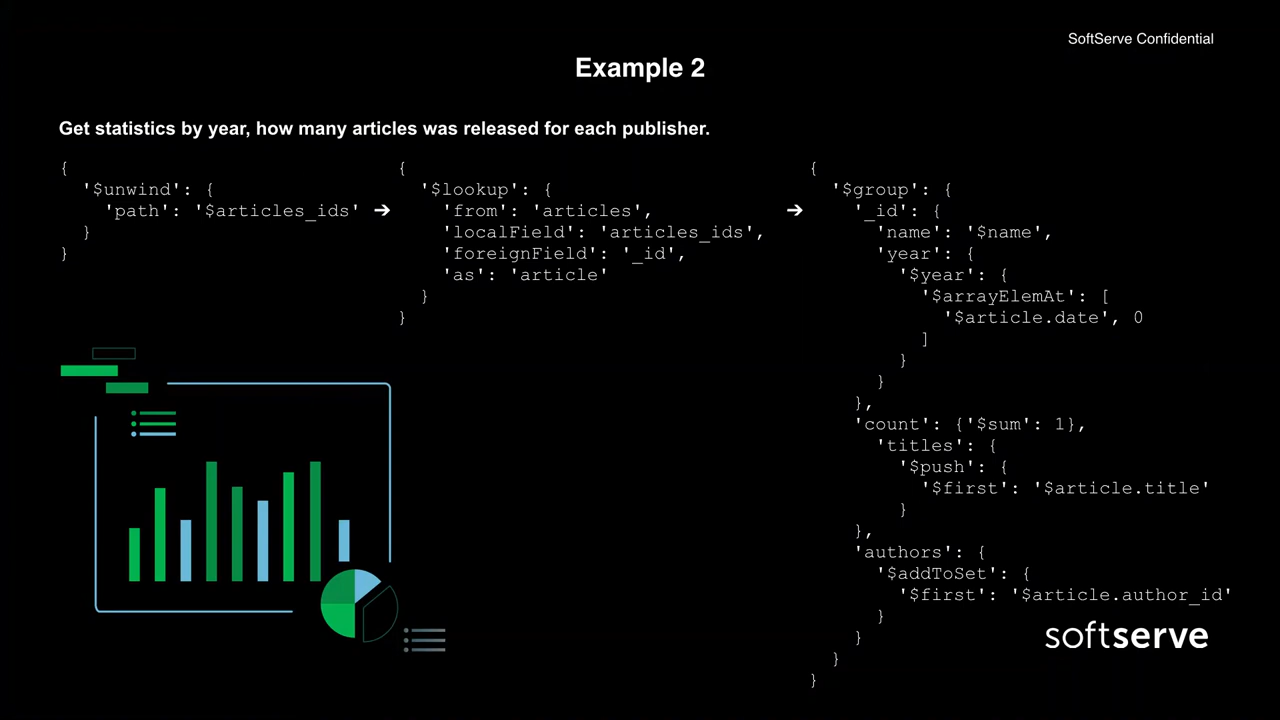 SoftServe Confidential
Example 2
Get statistics by year, how many articles was released for each publisher.
{
  '$unwind': {
    'path': '$articles_ids' ➔
  }
}
{
  '$lookup': {
    'from': 'articles',
    'localField': 'articles_ids',
    'foreignField': '_id',
    'as': 'article'
  }
}
➔
{
  '$group': {
    '_id': {
      'name': '$name',
      'year': {
        '$year': {
          '$arrayElemAt': [
            '$article.date', 0
          ]
        }
      }
    },
    'count': {'$sum': 1},
      'titles': {
        '$push': {
          '$first': '$article.title'
        }
    },
    'authors': {
      '$addToSet': {
        '$first': '$article.author_id'
      }
    }
  }
}
softserve